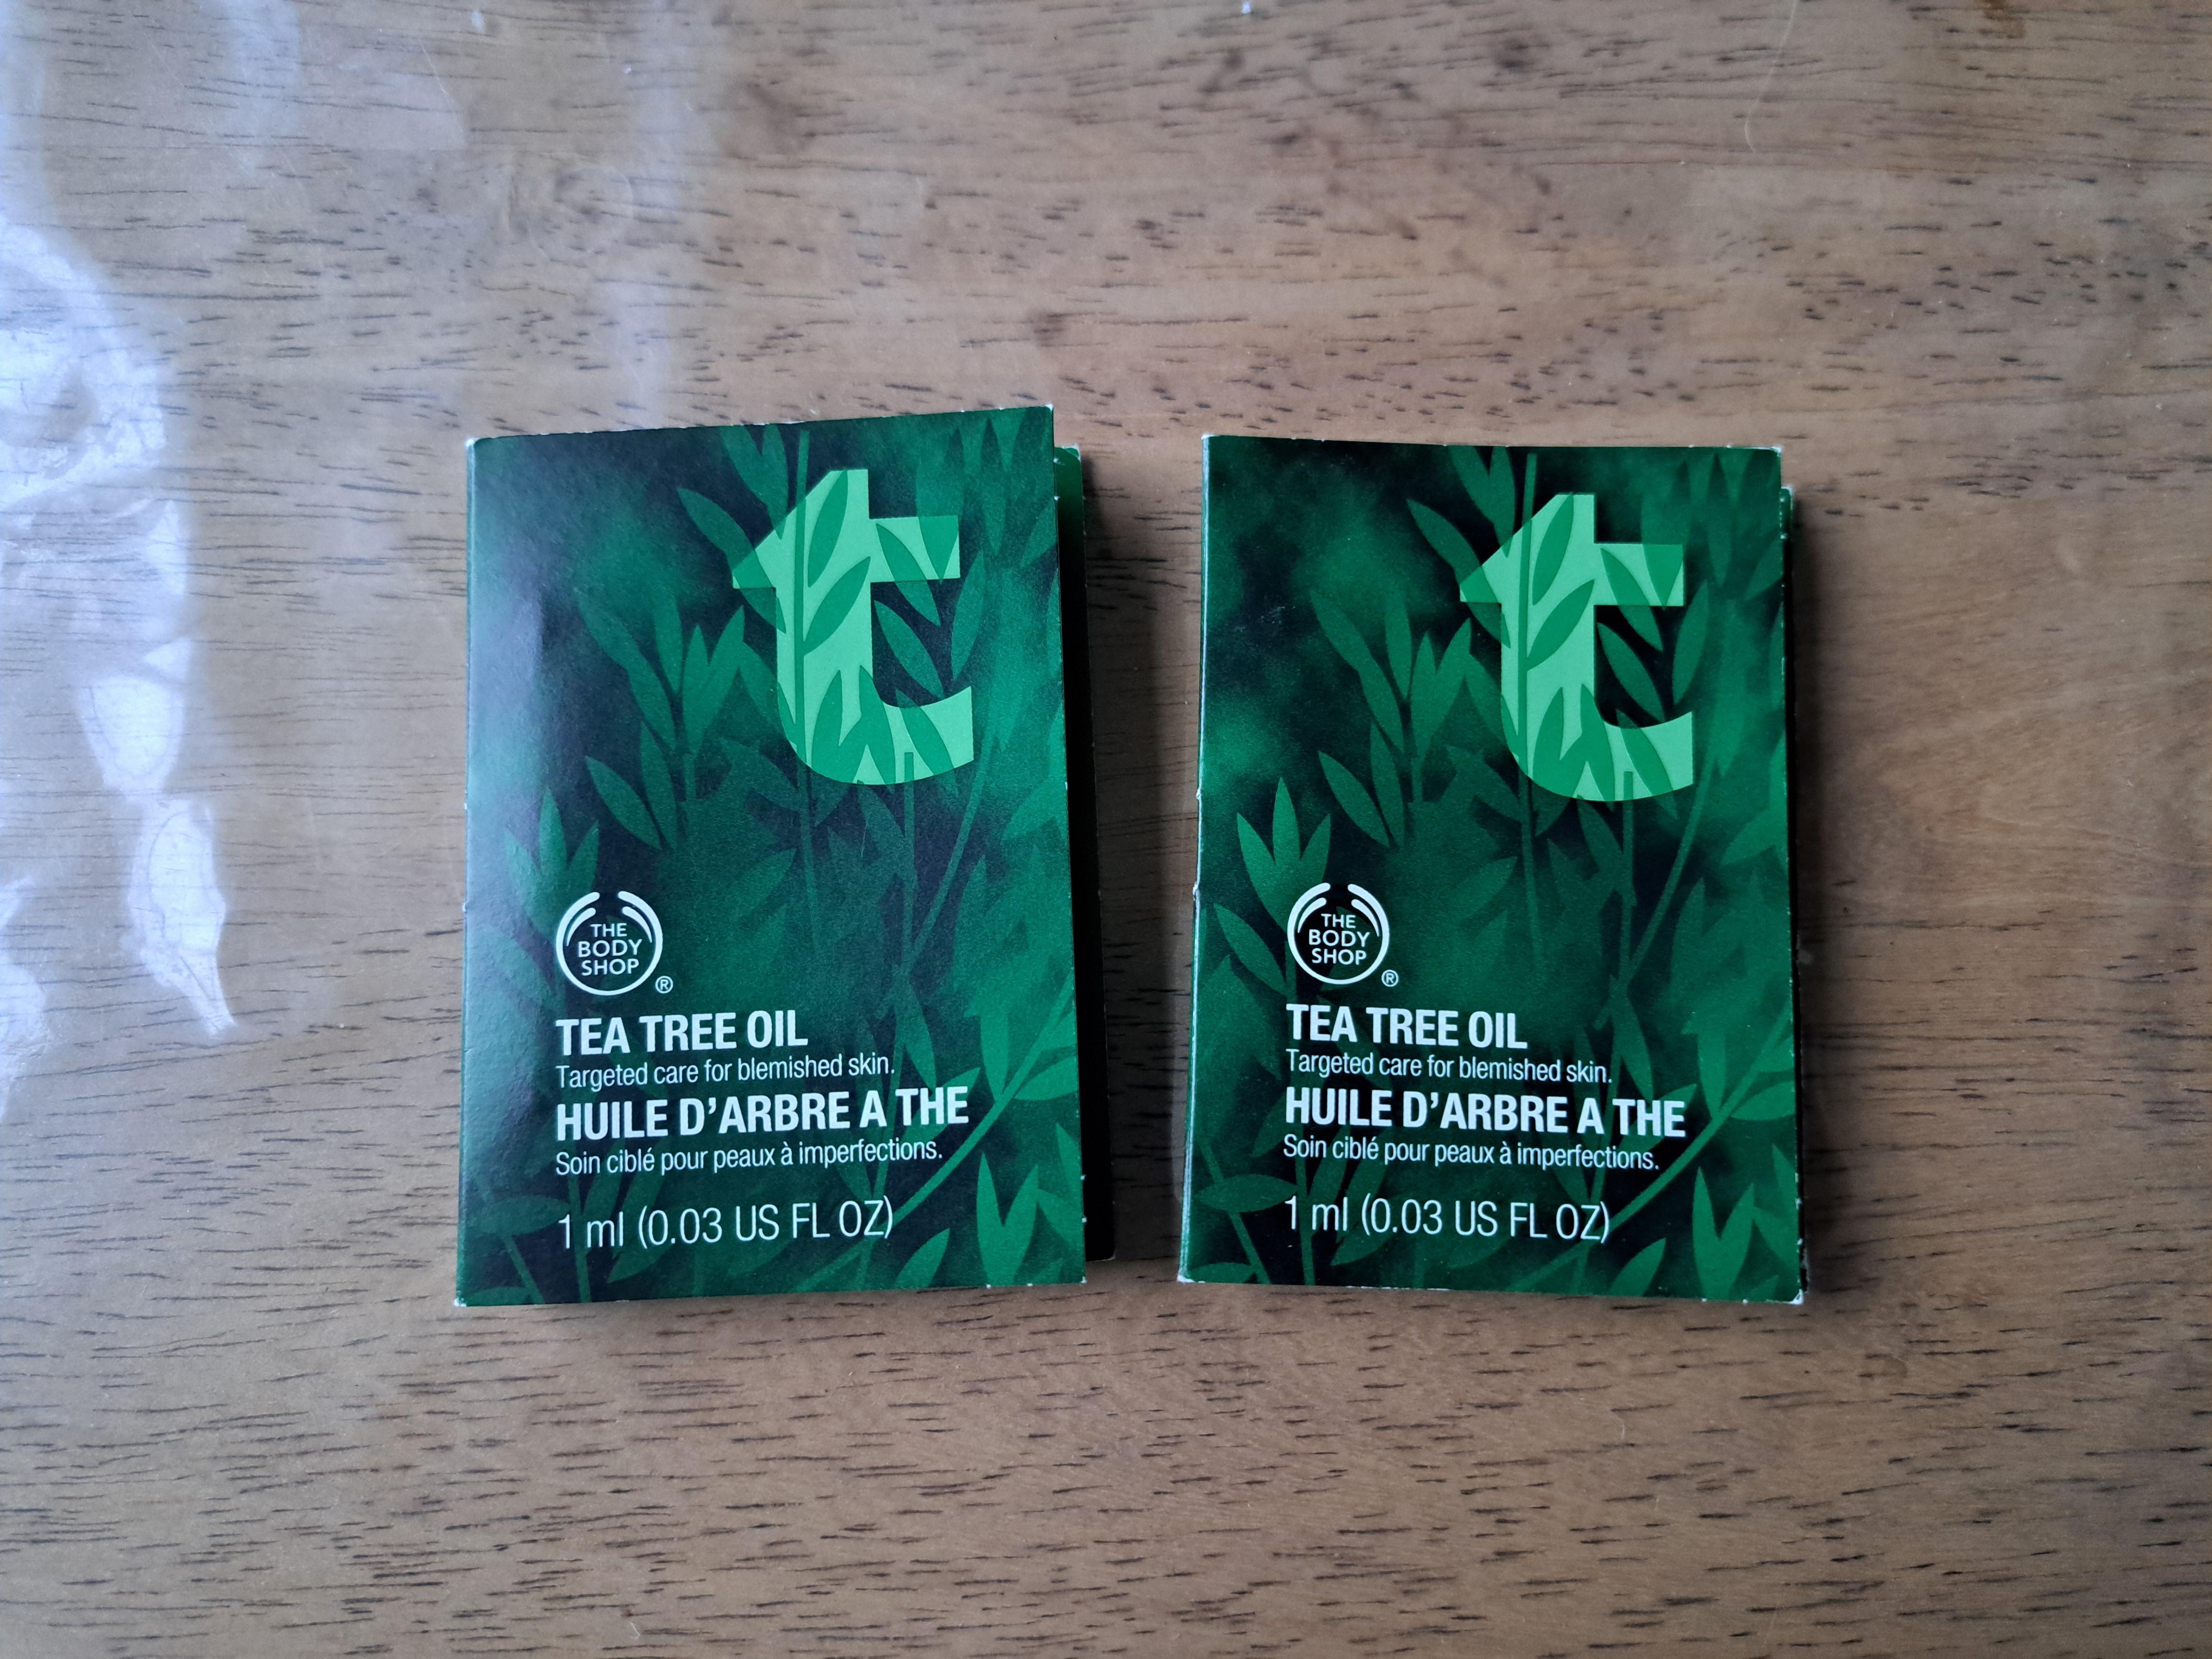 t
THE
BODY
SHOP
®
TEA TREE OIL
Targeted care for blemished skin.
HUILE D'ARBRE A THE
Soin ciblé pour peaux à imperfections.
1 ml (0.03 US FL OZ)
t
THE
BODY
SHOP
®
TEA TREE OIL
Targeted care for blemished skin.
HUILE D'ARBRE A THE
Soin ciblé pour peaux à imperfections.
1 ml (0.03 US FL OZ)